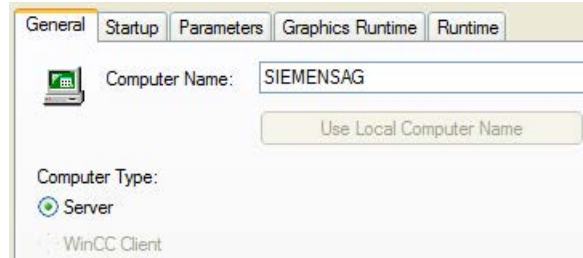 General Startup Parameters Graphics Runtime Runtime
Computer Name: SIEMENSAG
Use Local Computer Name
Computer Type:
Server
WinCC Client